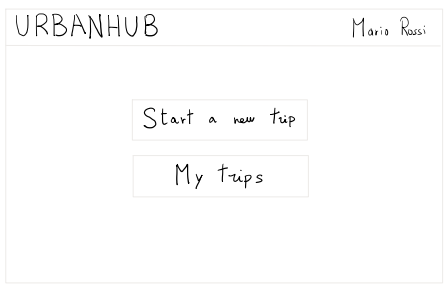 URBANHUB
Mario Rossi
Start a new trip
My trips